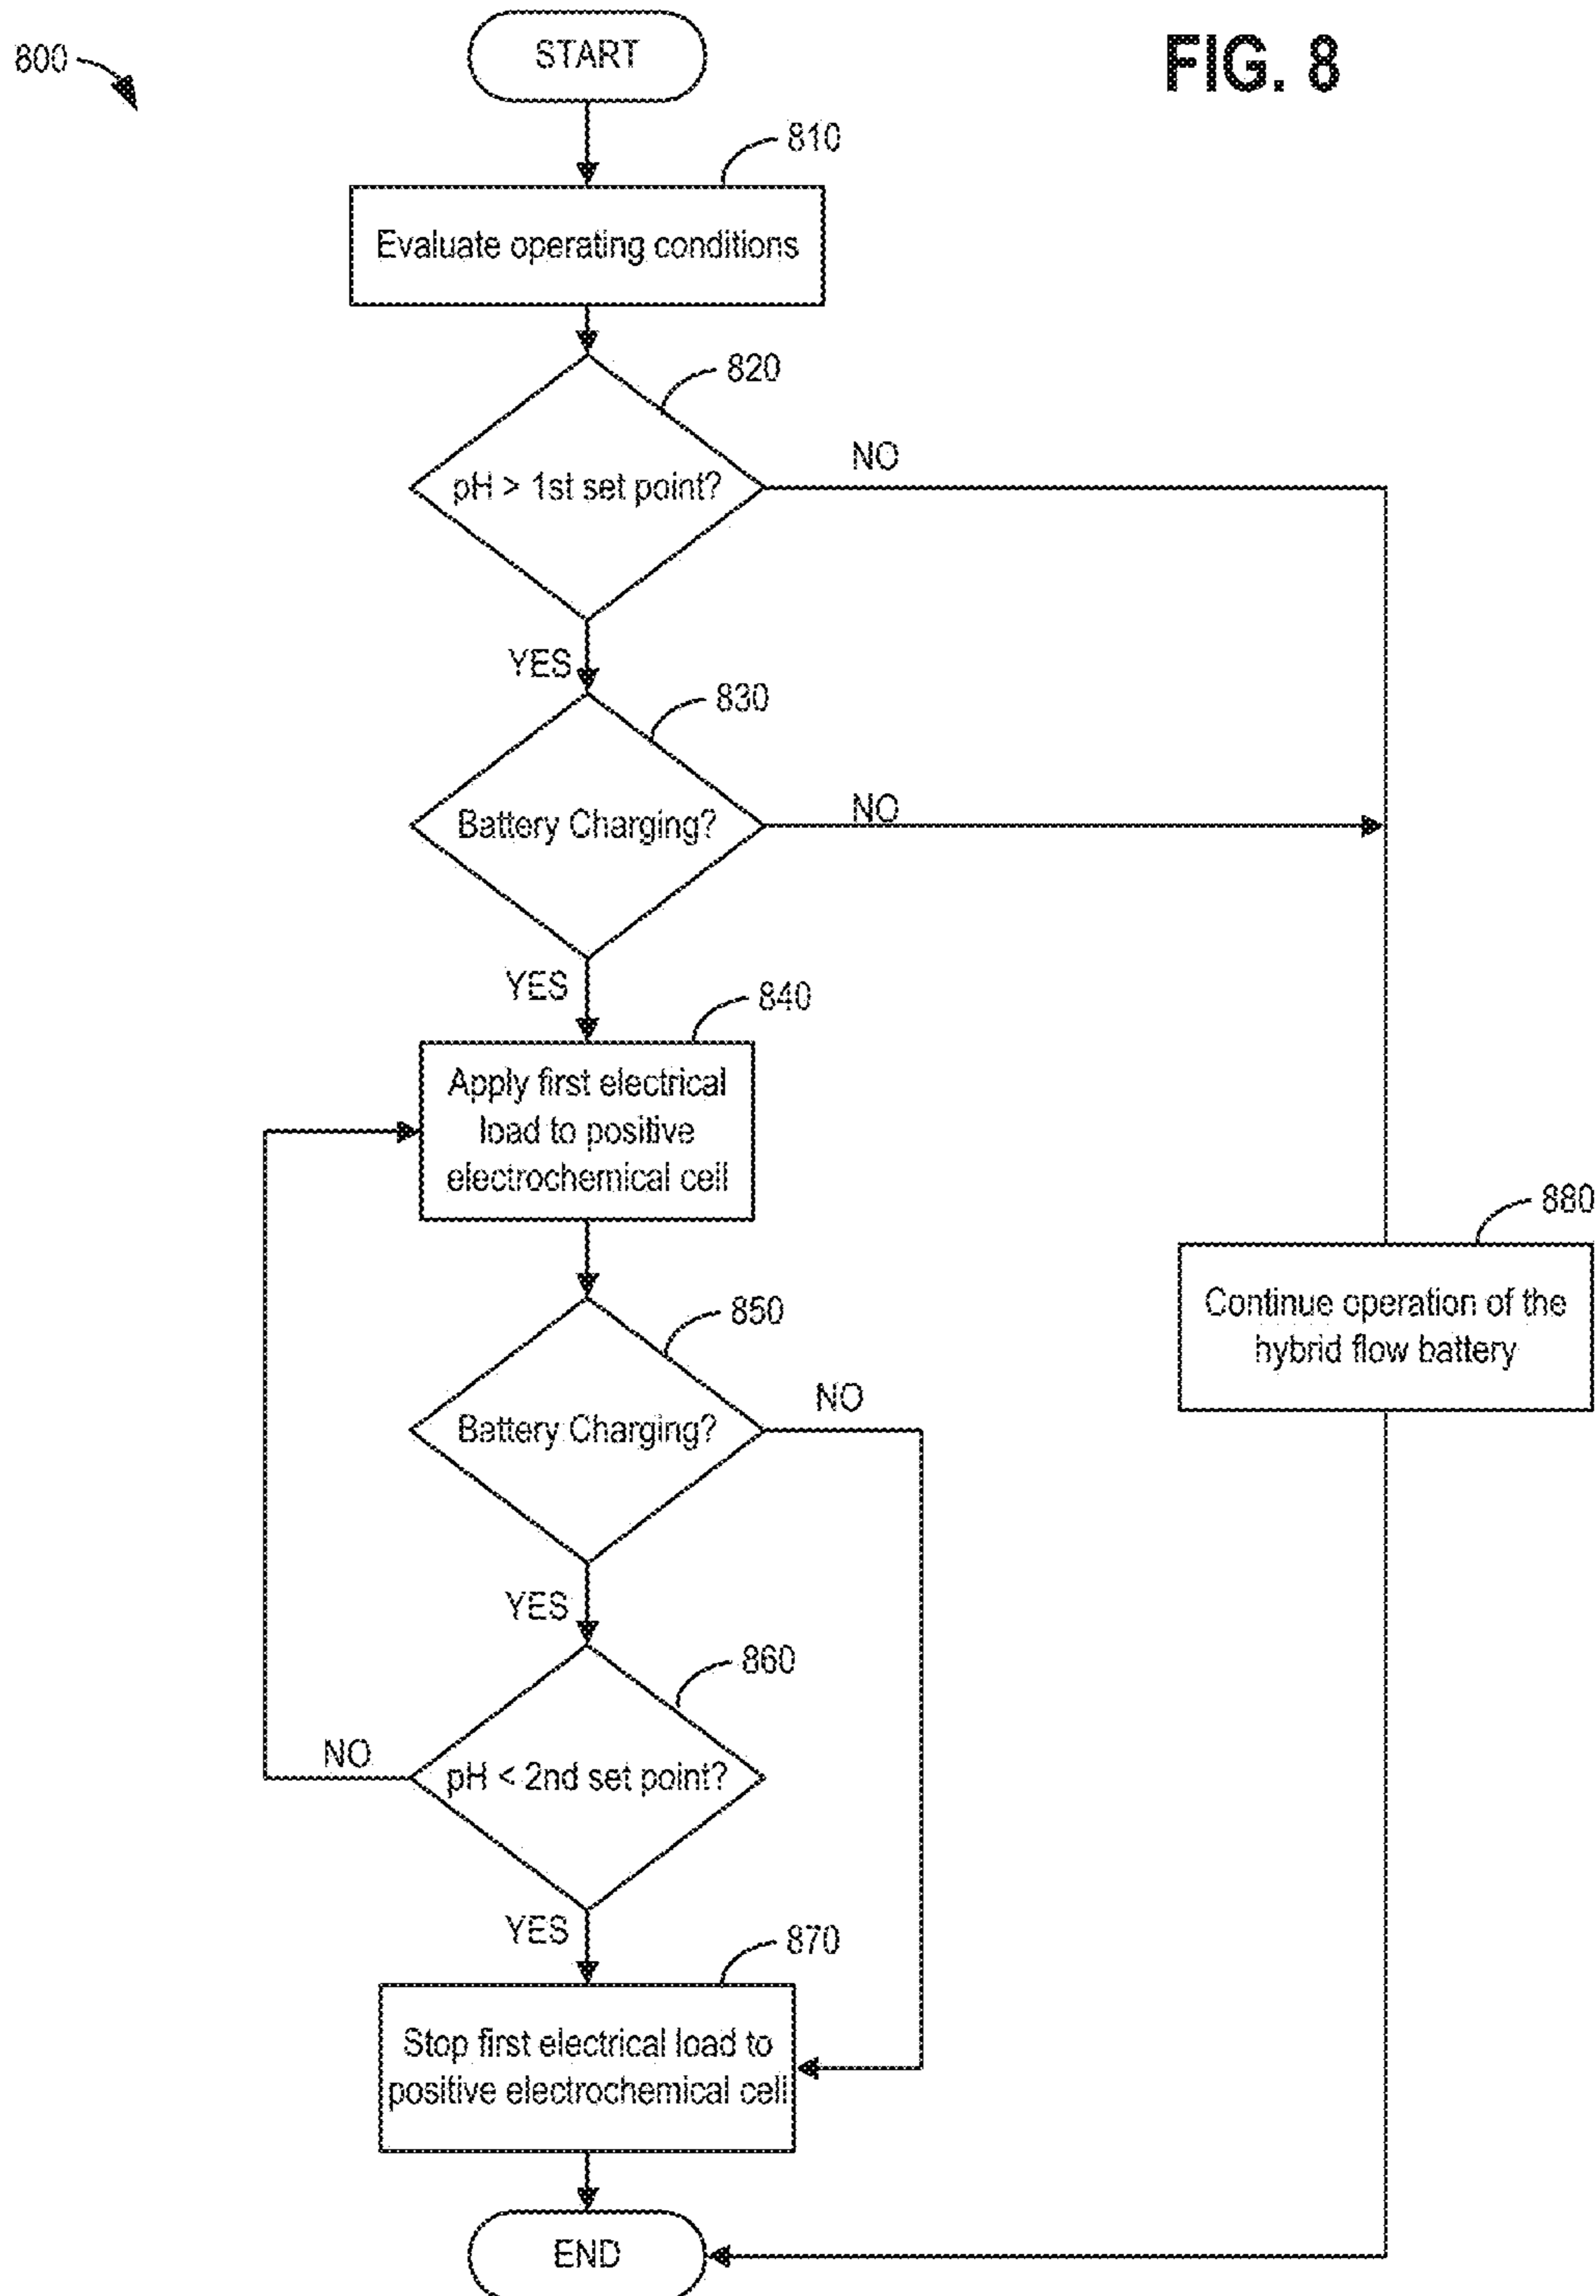 800
START
FIG. 8
810
Evaluate operating conditions
820
pH > 1st set point?
NO
YES
830
Battery Charging?
NO
YES
840
Apply first electrical
load to positive
electrochemical cell
850
Battery Charging?
NO
880
Continue operation of the
hybrid flow battery
YES
860
pH < 2nd set point?
NO
YES
870
Stop first electrical load to
positive electrochemical cell
END